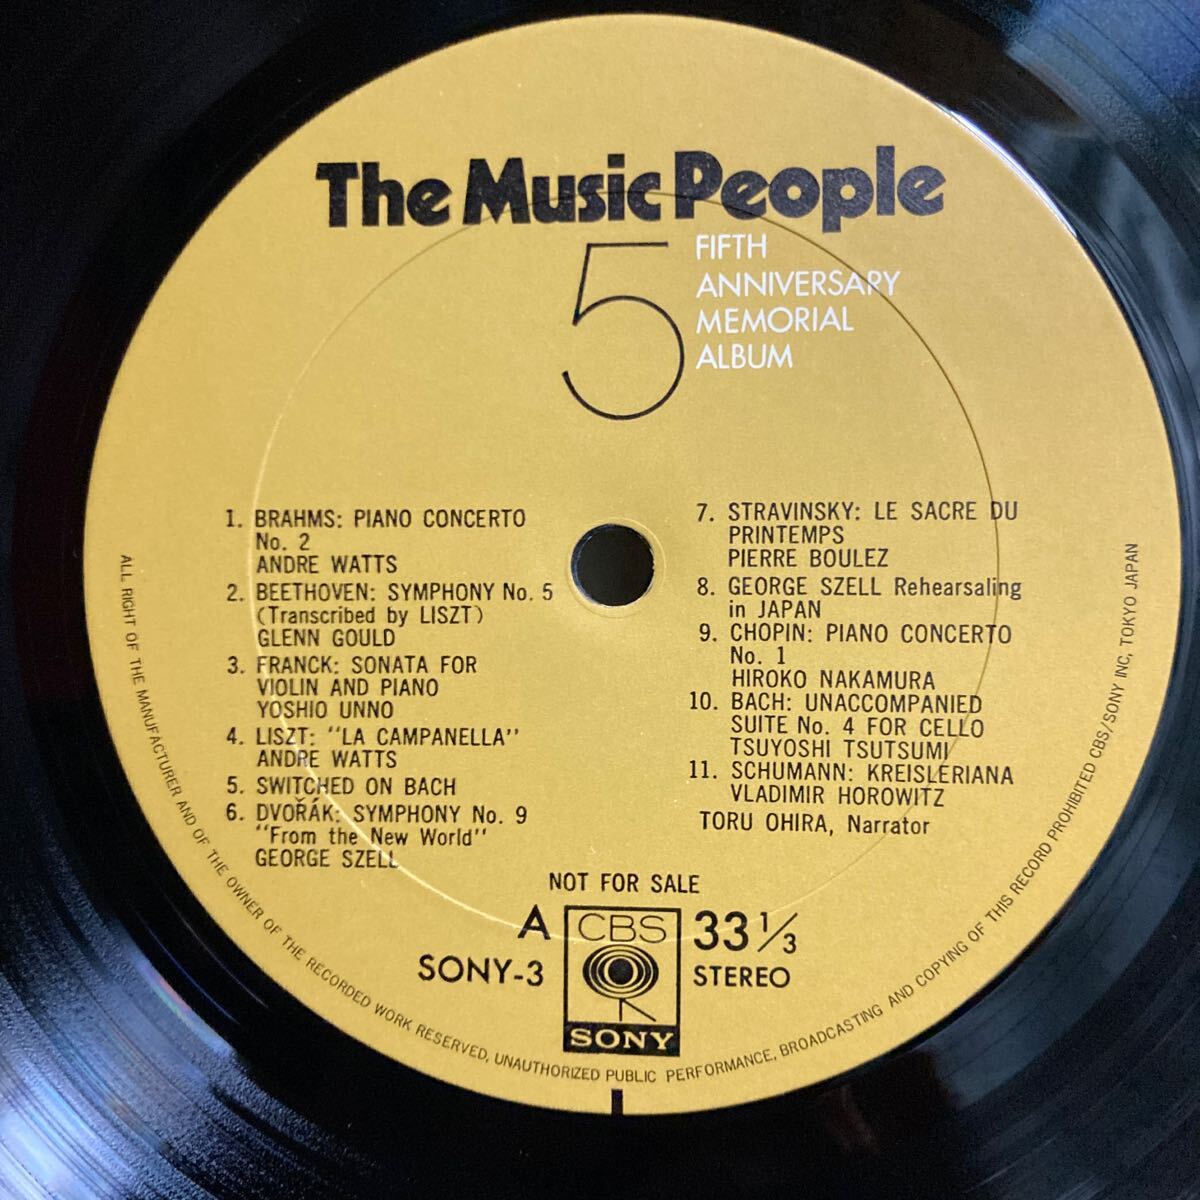 The Music People
5
FIFTH
ANNIVERSARY
MEMORIAL
ALBUM
1. BRAHMS: PIANO CONCERTO
No. 2
ANDRE WATTS
2. BEETHOVEN: SYMPHONY No. 5
(Transcribed by LISZT)
GLENN GOULD
3. FRANCK: SONATA FOR
VIOLIN AND PIANO
YOSHIO UNNO
4. LISZT: "LA CAMPANELLA"
ANDRE WATTS
5. SWITCHED ON BACH
6. DVOŘÁK: SYMPHONY No. 9
"From the New World"
GEORGE SZELL
7. STRAVINSKY: LE SACRE DU
PRINTEMPS
PIERRE BOULEZ
8. GEORGE SZELL Rehearsaling
in JAPAN
9. CHOPIN: PIANO CONCERTO
No. 1
HIROKO NAKAMURA
10. BACH: UNACCOMPANIED
SUITE No. 4 FOR CELLO
TSUYOSHI TSUTSUMI
11. SCHUMANN: KREISLERIANA
VLADIMIR HOROWITZ
TORU OHIRA, Narrator
NOT FOR SALE
A
SONY-3
CBS
SONY
33 1/3
STEREO
ALL RIGHT OF THE MANUFACTURER AND OF THE OWNER OF THE RECORDED WORK RESERVED, UNAUTHORIZED PUBLIC PERFORMANCE, BROADCASTING AND COPYING OF THIS RECORD PROHIBITED CBS/SONY INC, TOKYO JAPAN